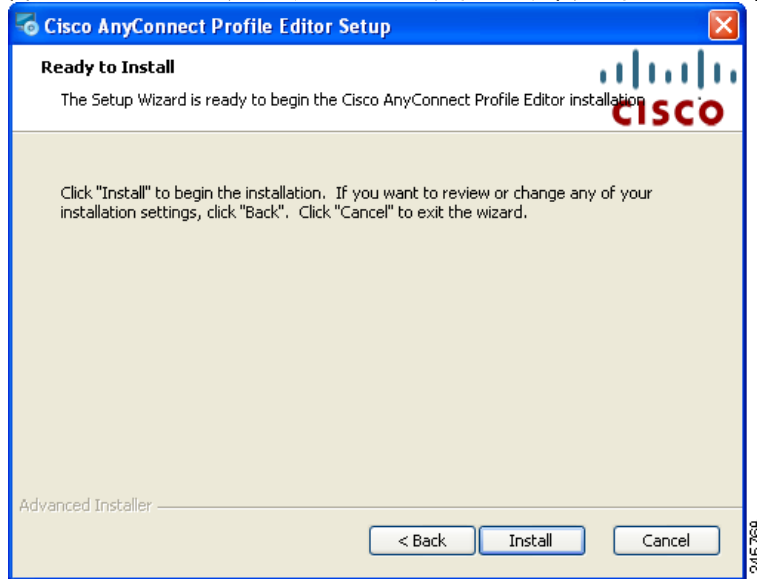 Cisco AnyConnect Profile Editor Setup
Ready to Install
The Setup Wizard is ready to begin the Cisco AnyConnect Profile Editor installation
CISCO
Click "Install" to begin the installation.  If you want to review or change any of your
installation settings, click "Back".  Click "Cancel" to exit the wizard.
Advanced Installer
< Back
Install
Cancel